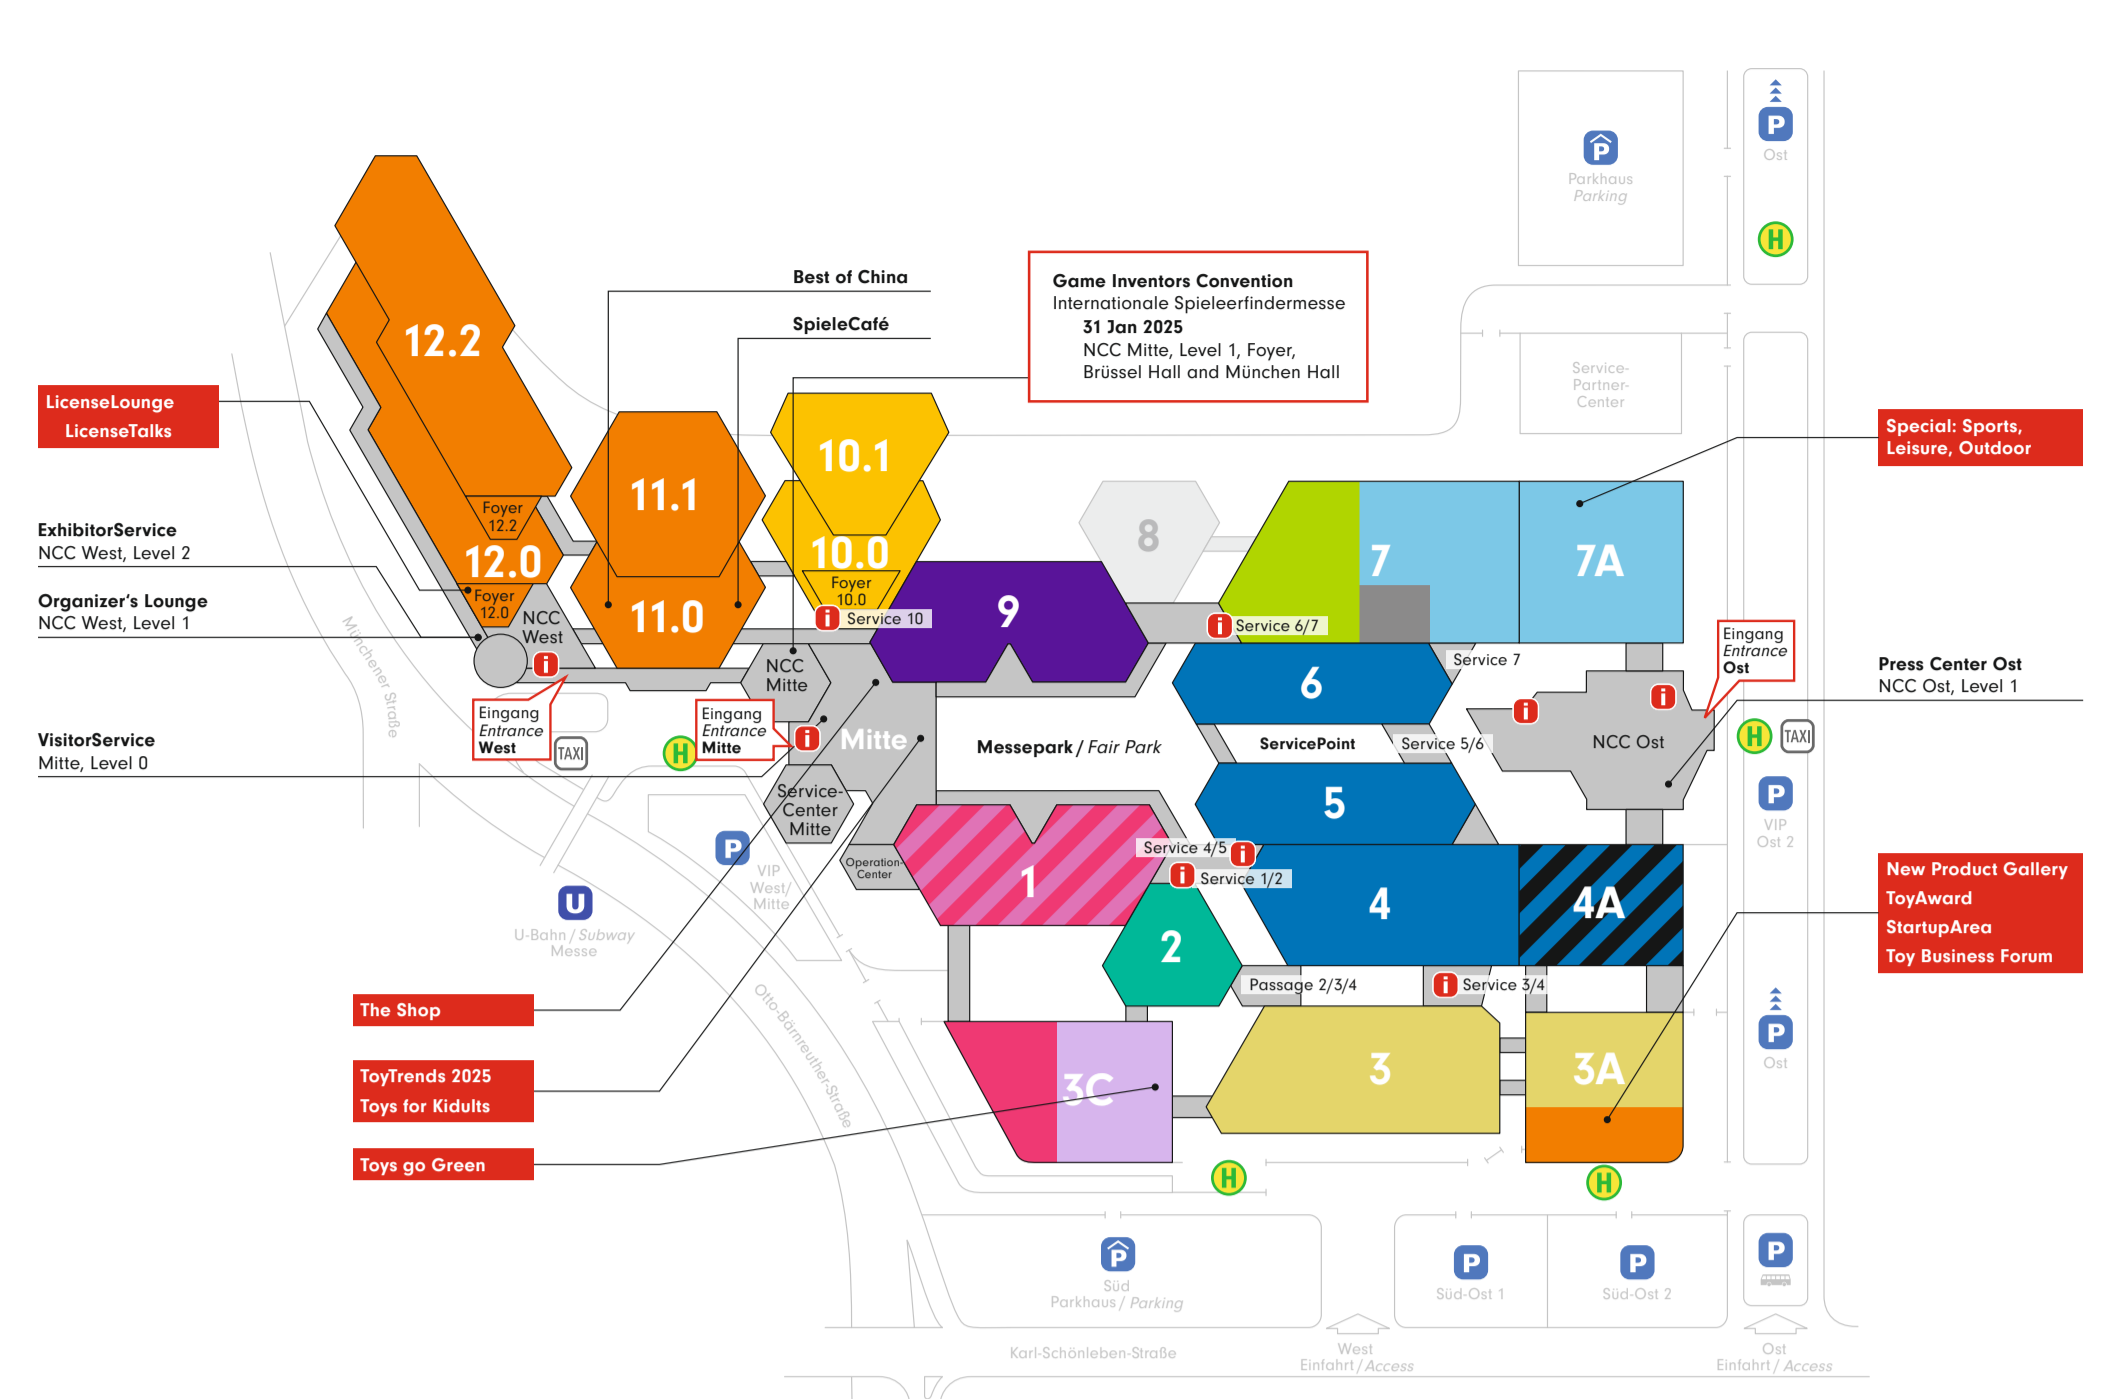 P
Ost
P
Parkhaus
Parking
H
12.2
Best of China
SpieleCafé
Game Inventors Convention
Internationale Spieleerfindermesse
31 Jan 2025
NCC Mitte, Level 1, Foyer,
Brüssel Hall and München Hall
Service-
Partner-
Center
LicenseLounge
LicenseTalks
Special: Sports,
Leisure, Outdoor
10.1
11.1
Foyer
12.2
12.0
10.0
Foyer
10.0
8
7
7A
ExhibitorService
NCC West, Level 2
Organizer's Lounge
NCC West, Level 1
Foyer
12.0
NCC
West
i
11.0
i Service 10
9
i Service 6/7
Münchener Straße
NCC
Mitte
6
Service 7
Eingang
Entrance
Ost
Press Center Ost
NCC Ost, Level 1
i
i
Eingang
Entrance
West
TAXI
H
Eingang
Entrance
Mitte
i
Mitte
Messepark / Fair Park
ServicePoint
Service 5/6
NCC Ost
H
TAXI
VisitorService
Mitte, Level 0
Service-
Center
Mitte
5
P
VIP
Ost 2
P
VIP
West/
Mitte
Operation-
Center
1
Service 4/5 i
i Service 1/2
4
4A
New Product Gallery
ToyAward
StartupArea
Toy Business Forum
U
U-Bahn / Subway
Messe
2
Passage 2/3/4
i Service 3/4
Otto-Bärnreuther-Straße
The Shop
P
Ost
ToyTrends 2025
Toys for Kidults
3C
3
3A
Toys go Green
H
H
P
Süd
Parkhaus / Parking
P
Süd-Ost 1
P
Süd-Ost 2
P
Karl-Schönleben-Straße
West
Einfahrt / Access
Ost
Einfahrt / Access